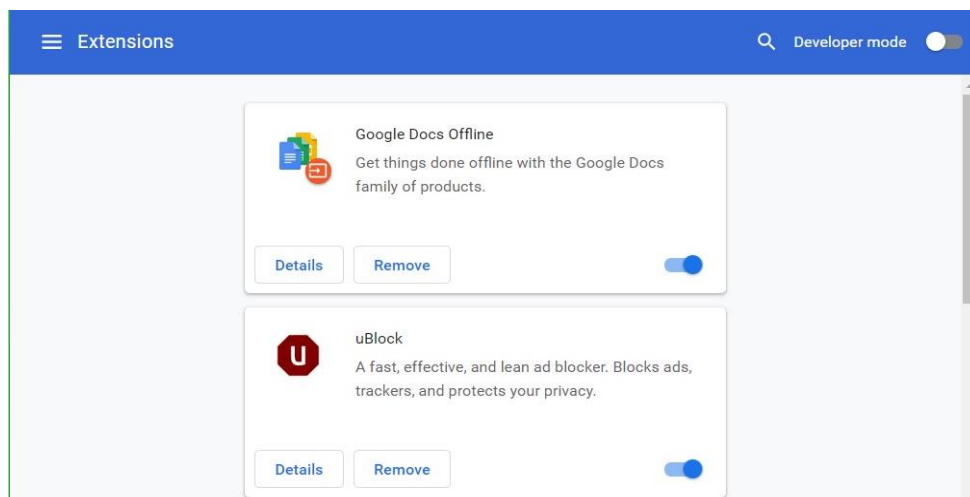 Extensions
Developer mode
Google Docs Offline
Get things done offline with the Google Docs
family of products.
Details
Remove
u
uBlock
A fast, effective, and lean ad blocker. Blocks ads,
trackers, and protects your privacy.
Details
Remove